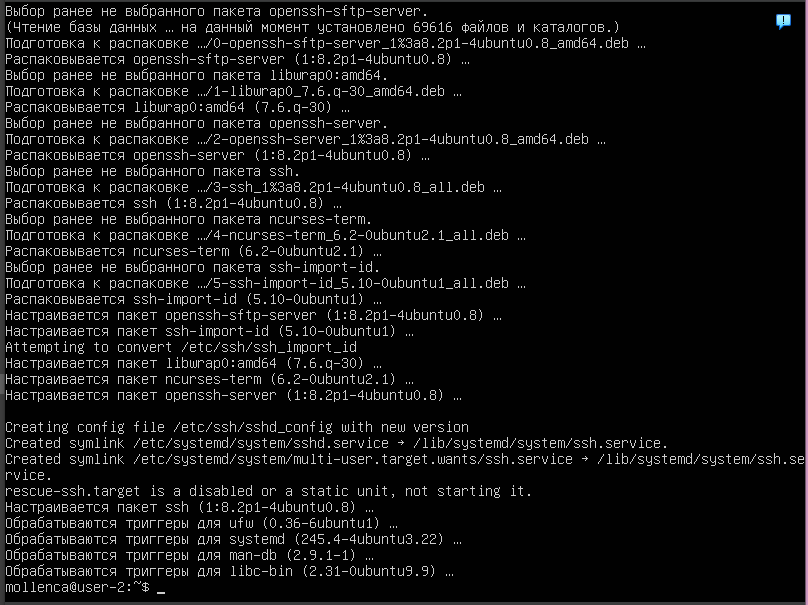 Выбор ранее не выбранного пакета openssh-sftp-server.
(Чтение базы данных … на данный момент установлено 69616 файлов и каталогов.)
Подготовка к распаковке …/0-openssh-sftp-server_1%3a8.2p1-4ubuntu0.8_amd64.deb …
Распаковывается openssh-sftp-server (1:8.2p1-4ubuntu0.8) …
Выбор ранее не выбранного пакета libwrap0:amd64.
Подготовка к распаковке …/1-libwrap0_7.6.q-30_amd64.deb …
Распаковывается libwrap0:amd64 (7.6.q-30) …
Выбор ранее не выбранного пакета openssh-server.
Подготовка к распаковке …/2-openssh-server_1%3a8.2p1-4ubuntu0.8_amd64.deb …
Распаковывается openssh-server (1:8.2p1-4ubuntu0.8) …
Выбор ранее не выбранного пакета ssh.
Подготовка к распаковке …/3-ssh_1%3a8.2p1-4ubuntu0.8_all.deb …
Распаковывается ssh (1:8.2p1-4ubuntu0.8) …
Выбор ранее не выбранного пакета ncurses-term.
Подготовка к распаковке …/4-ncurses-term_6.2-0ubuntu2.1_all.deb …
Распаковывается ncurses-term (6.2-0ubuntu2.1) …
Выбор ранее не выбранного пакета ssh-import-id.
Подготовка к распаковке …/5-ssh-import-id_5.10-0ubuntu1_all.deb …
Распаковывается ssh-import-id (5.10-0ubuntu1) …
Настраивается пакет openssh-sftp-server (1:8.2p1-4ubuntu0.8) …
Настраивается пакет ssh-import-id (5.10-0ubuntu1) …
Attempting to convert /etc/ssh/ssh_import_id
Настраивается пакет libwrap0:amd64 (7.6.q-30) …
Настраивается пакет ncurses-term (6.2-0ubuntu2.1) …
Настраивается пакет openssh-server (1:8.2p1-4ubuntu0.8) …
Creating config file /etc/ssh/sshd_config with new version
Created symlink /etc/systemd/system/sshd.service → /lib/systemd/system/ssh.service.
Created symlink /etc/systemd/system/multi-user.target.wants/ssh.service → /lib/systemd/system/ssh.se
rvice.
rescue-ssh.target is a disabled or a static unit, not starting it.
Настраивается пакет ssh (1:8.2p1-4ubuntu0.8) …
Обрабатываются триггеры для ufw (0.36-6ubuntu1) …
Обрабатываются триггеры для systemd (245.4-4ubuntu3.22) …
Обрабатываются триггеры для man-db (2.9.1-1) …
Обрабатываются триггеры для libc-bin (2.31-0ubuntu9.9) …
mollenca@user-2:~$ _